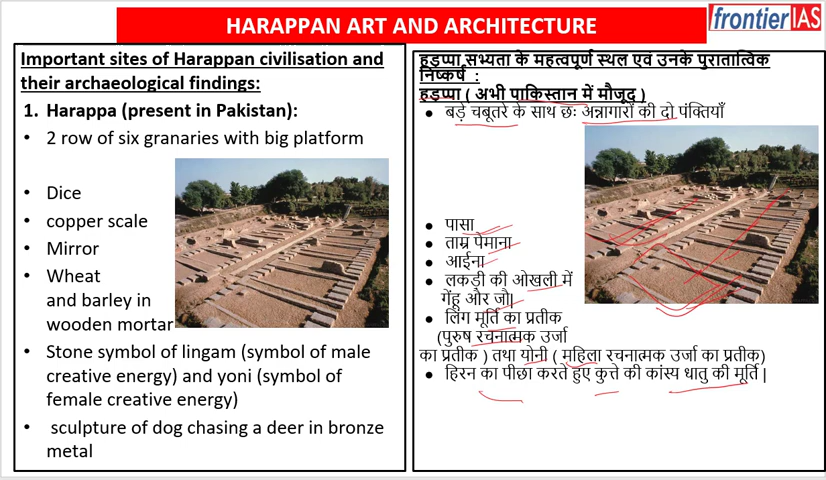 HARAPPAN ART AND ARCHITECTURE
frontier IAS
Important sites of Harappan civilisation and
their archaeological findings:
1. Harappa (present in Pakistan):
• 2 row of six granaries with big platform
• Dice
• copper scale
• Mirror
• Wheat
and barley in
wooden mortar
• Stone symbol of lingam (symbol of male
creative energy) and yoni (symbol of
female creative energy)
• sculpture of dog chasing a deer in bronze
metal
हड़प्पा सभ्यता के महत्वपूर्ण स्थल एवं उनके पुरातात्विक
निष्कर्ष :
हड़प्पा ( अभी पाकिस्तान में मौजूद )
• बड़े चबूतरे के साथ छः अन्नागारों की दो पंक्तियाँ
• पासा
• ताम्र पैमाना
• आईना
• लकड़ी की ओखली में
गेंहू और जौ|
• लिंग मूर्ति का प्रतीक
(पुरुष रचनात्मक उर्जा
का प्रतीक ) तथा योनी ( महिला रचनात्मक उर्जा का प्रतीक)
• हिरन का पीछा करते हुए कुत्ते की कांस्य धातु की मूर्ति |